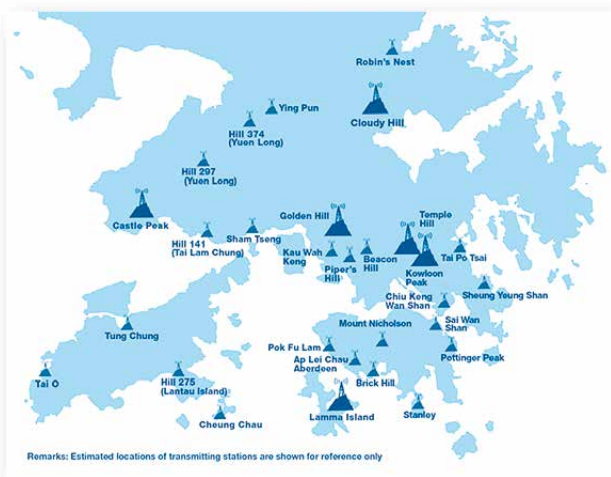 Robin's Nest
Cloudy Hill
Ying Pun
Hill 374
(Yuen Long)
Hill 297
(Yuen Long)
Castle Peak
Hill 141
(Tai Lam Chung)
Sham Tseng
Golden Hill
Kau Wah
Keng
Piper's
Hill
Beacon
Hill
Temple
Hill
Kowloon
Peak
Tai Po Tsai
Sheung Yeung Shan
Chiu Keng
Wan Shan
Sai Wan
Shan
Pottinger Peak
Mount Nicholson
Pok Fu Lam
Ap Lei Chau
Aberdeen
Brick Hill
Stanley
Lamma Island
Tung Chung
Tai O
Hill 275
(Lantau Island)
Cheung Chau
Remarks: Estimated locations of transmitting stations are shown for reference only